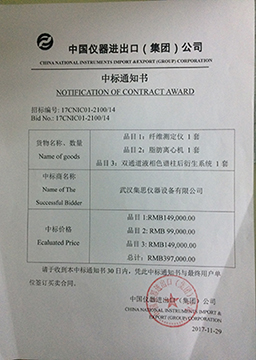 中国仪器进出口（集团）公司
CHINA NATIONAL INSTRUMENTS IMPORT &EXPORT (GROUP) CORPORATION
中标通知书
NOTIFICATION OF CONTRACT AWARD
招标编号: 17CNIC01-2100/14
Bid No.: 17CNIC01-2100/14
货物名称、数量
Name of goods
品目 1：纤维测定仪 1 套
品目 2：脂肪离心机 1 套
品目 3：双通道液相色谱柱后衍生系统 1 套
中标商名称
Name of The
Successful Bidder
武汉集思仪器设备有限公司
中标价格
Ecaluated Price
品目 1:RMB149,000.00
品目 2: RMB 99,000.00
品目 3:RMB149,000.00
总计: RMB397,000.00
请于收到本中标通知书 30 日内，凭此中标通知书与最终用户单
位签订买卖合同。
中国仪器进出口（集团）公司
CHINA NATIONAL INSTRUMENTS IMPORT &
EXPORT (GROUP) CORPORATION
2017-11-29